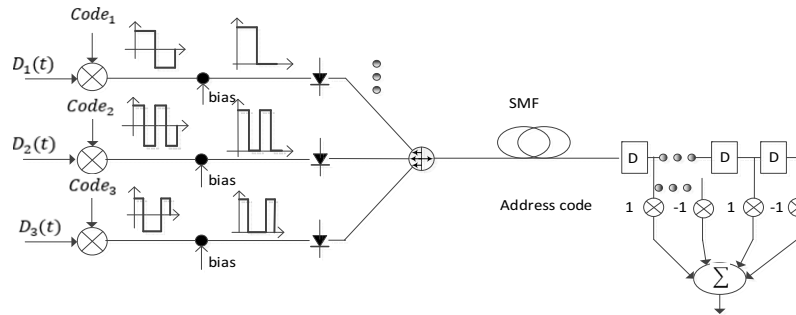 Code₁
D₁(t)
bias
Code₂
D₂(t)
bias
Code₃
D₃(t)
bias
SMF
D
D
D
Address code 1 -1 1 -1
Σ